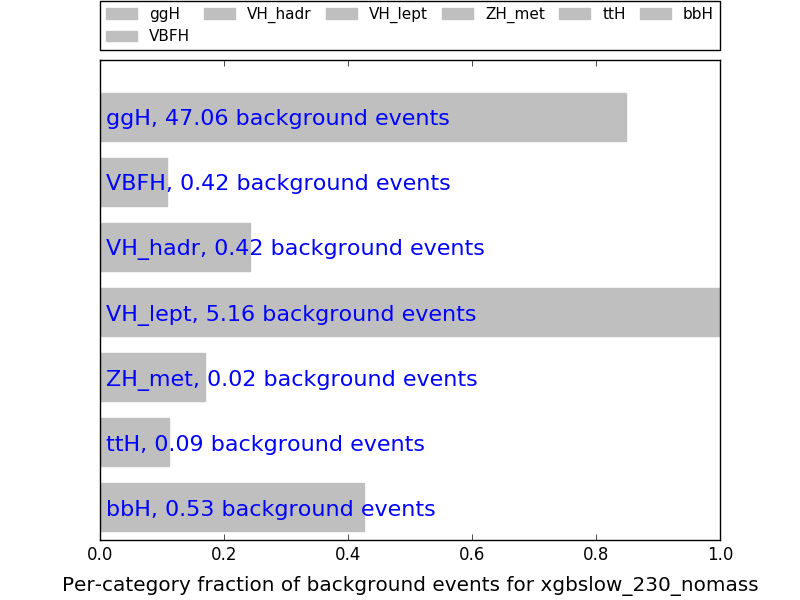 ggH VH_hadr VH_lept ZH_met ttH bbH
VBFH
ggH, 47.06 background events
VBFH, 0.42 background events
VH_hadr, 0.42 background events
VH_lept, 5.16 background events
ZH_met, 0.02 background events
ttH, 0.09 background events
bbH, 0.53 background events
0.0 0.2 0.4 0.6 0.8 1.0
Per-category fraction of background events for xgbslow_230_nomass